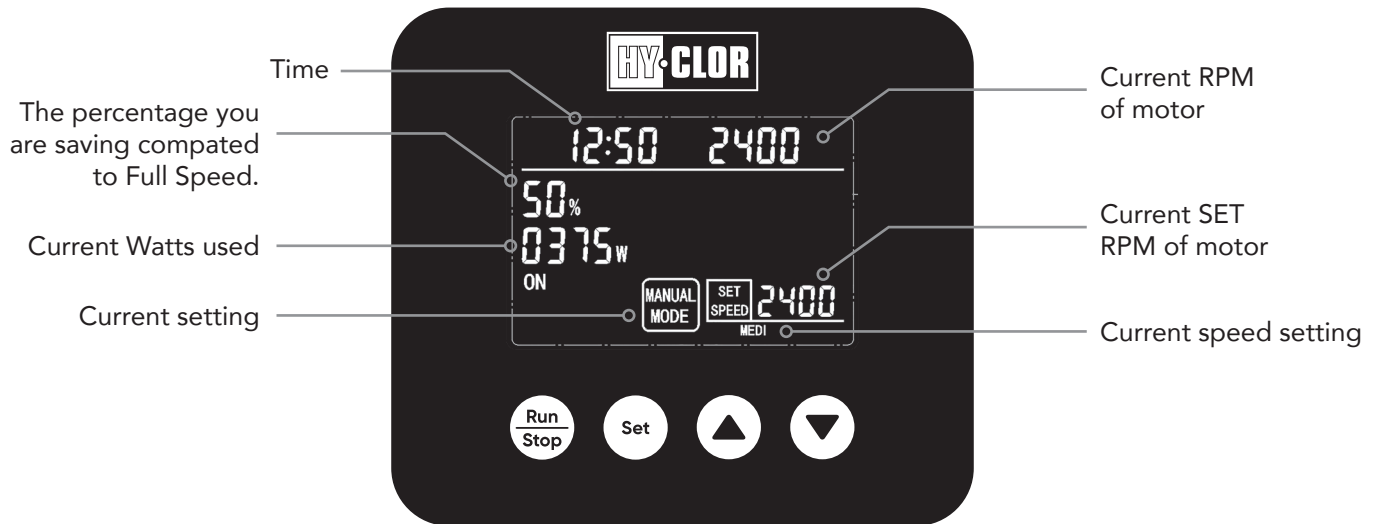 HY·CLOR
Time
The percentage you
are saving compated
to Full Speed.
Current Watts used
Current setting
12:50 2400
50%
0375W
ON
MANUAL
MODE
SET
SPEED
2400
MEDI
Current RPM
of motor
Current SET
RPM of motor
Current speed setting
Run
Stop
Set